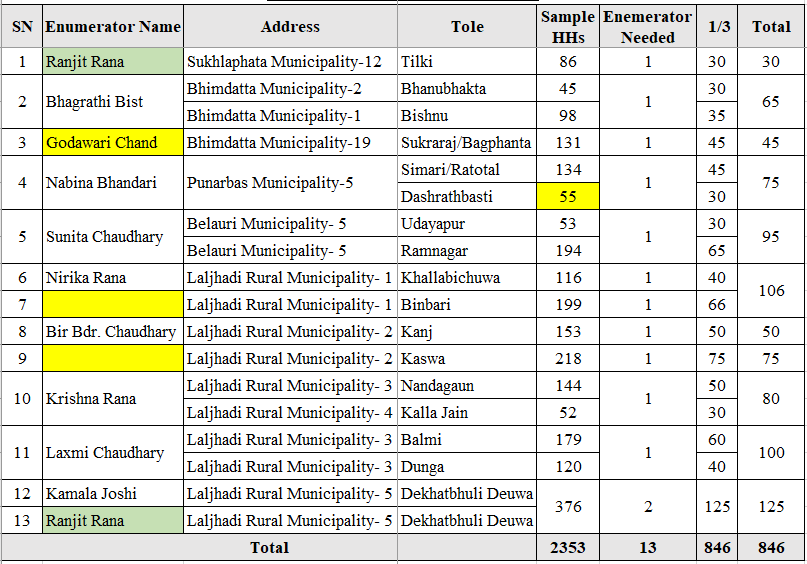 SN Enumerator Name Address Tole Sample HHs Enemerator Needed 1/3 Total
1 Ranjit Rana Sukhlaphata Municipality-12 Tilki 86 1 30 30
2 Bhagrathi Bist Bhimdatta Municipality-2 Bhanubhakta 45 1 30 65
Bhimdatta Municipality-1 Bishnu 98 35
3 Godawari Chand Bhimdatta Municipality-19 Sukraraj/Bagphanta 131 1 45 45
4 Nabina Bhandari Punarbas Municipality-5 Simari/Ratotal 134 1 45 75
Dashrathbasti 55 30
5 Sunita Chaudhary Belauri Municipality- 5 Udayapur 53 1 30 95
Belauri Municipality- 5 Ramnagar 194 65
6 Nirika Rana Laljhadi Rural Municipality- 1 Khallabichuwa 116 1 40 106
7 Laljhadi Rural Municipality- 1 Binbari 199 1 66
8 Bir Bdr. Chaudhary Laljhadi Rural Municipality- 2 Kanj 153 1 50 50
9 Laljhadi Rural Municipality- 2 Kaswa 218 1 75 75
10 Krishna Rana Laljhadi Rural Municipality- 3 Nandagaun 144 1 50 80
Laljhadi Rural Municipality- 4 Kalla Jain 52 30
11 Laxmi Chaudhary Laljhadi Rural Municipality- 3 Balmi 179 1 60 100
Laljhadi Rural Municipality- 3 Dunga 120 40
12 Kamala Joshi Laljhadi Rural Municipality- 5 Dekhatbhuli Deuwa 376 2 125 125
13 Ranjit Rana Laljhadi Rural Municipality- 5 Dekhatbhuli Deuwa
Total 2353 13 846 846